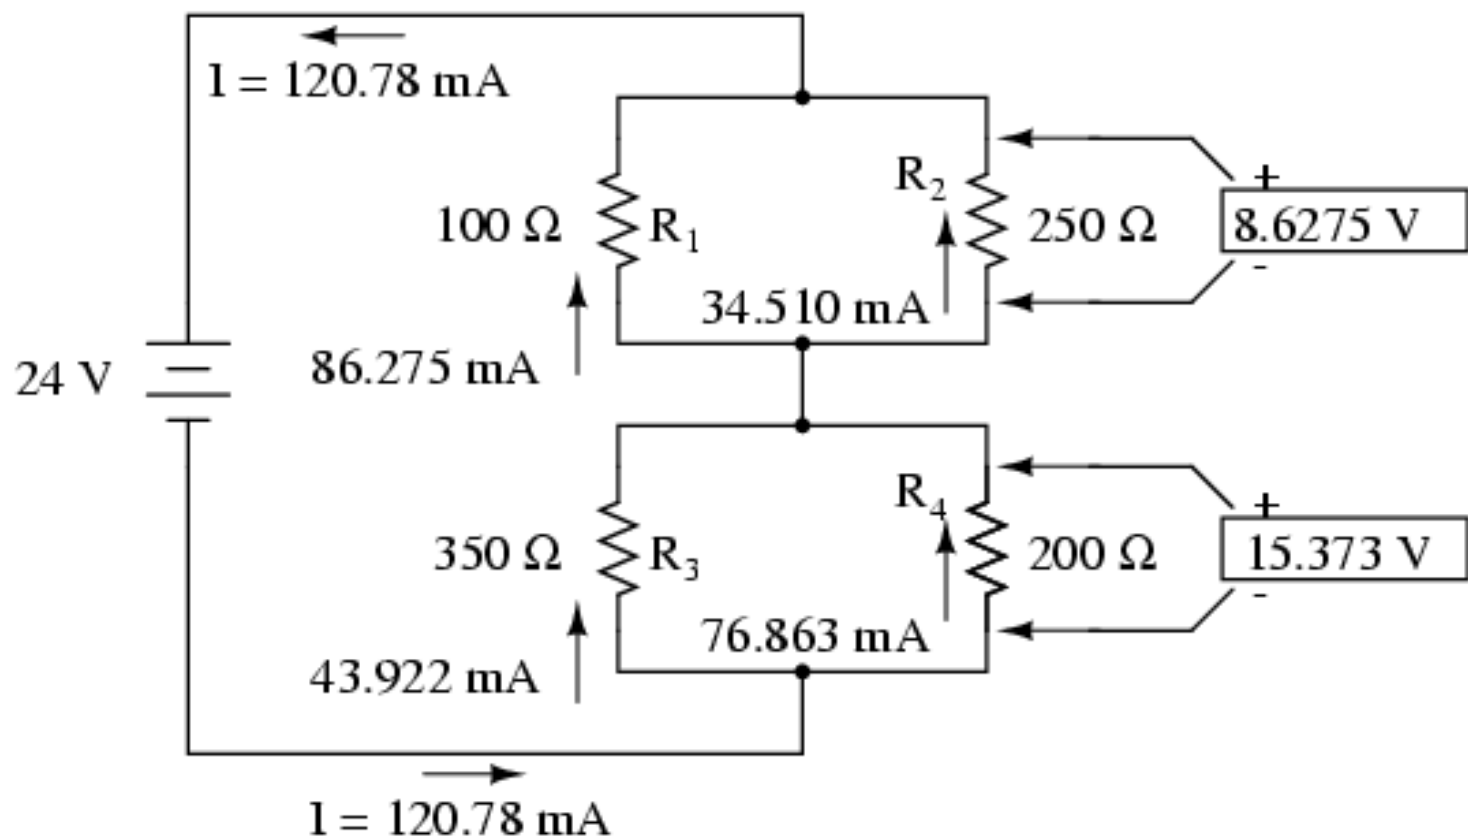 I = 120.78 mA
+
R2
100 Ω
R1
250 Ω
8.6275 V
-
34.510 mA
24 V
86.275 mA
R4
+
350 Ω
R3
200 Ω
15.373 V
-
76.863 mA
43.922 mA
I = 120.78 mA